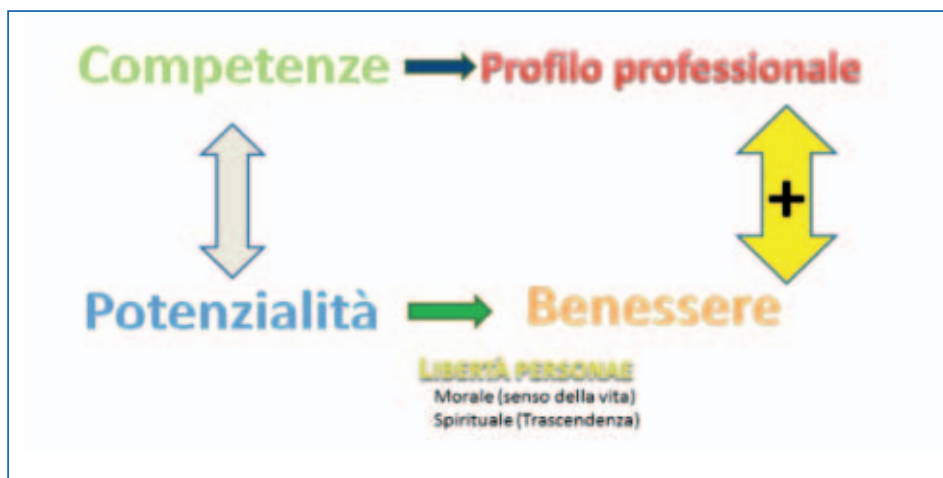 Competenze
Profilo professionale
+
Potenzialità
Benessere
LIBERTÀ PERSONAE
Morale (senso della vita)
Spirituale (Trascendenza)